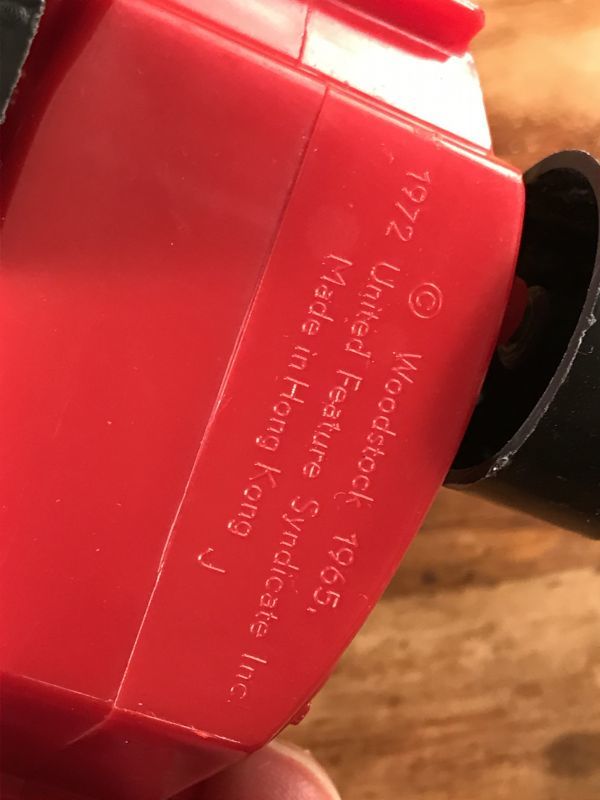 © Woodstock 1965,
1972 United Feature Syndicate Inc.
Made in Hong Kong J